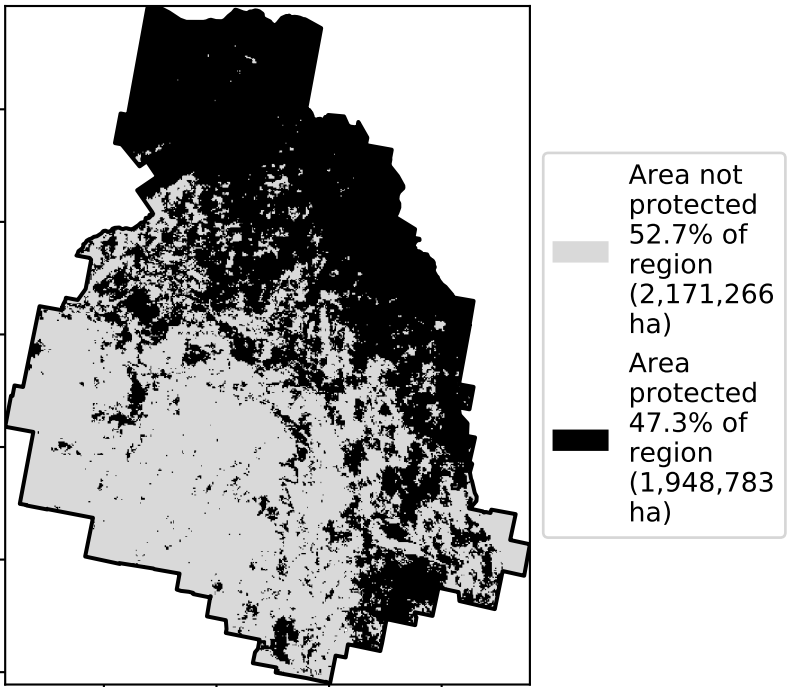 Area not
protected
52.7% of
region
(2,171,266
ha)
Area
protected
47.3% of
region
(1,948,783
ha)